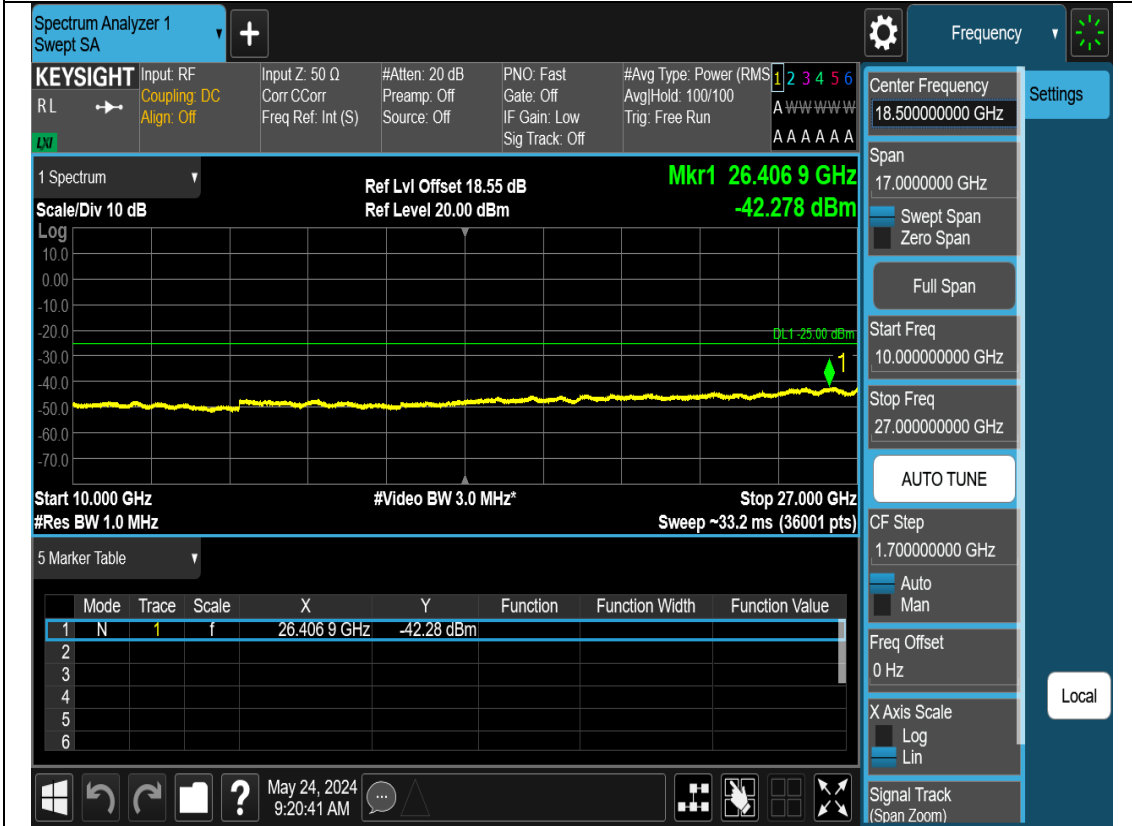 Spectrum Analyzer 1
Swept SA
Frequency
KEYSIGHT
RL
LXI
Input: RF
Coupling: DC
Align: Off
Input Z: 50 Ω
Corr CCorr
Freq Ref: Int (S)
#Atten: 20 dB
Preamp: Off
Source: Off
PNO: Fast
Gate: Off
IF Gain: Low
Sig Track: Off
#Avg Type: Power (RMS
Avg|Hold: 100/100
Trig: Free Run
1 2 3 4 5 6
A W W W W W
A A A A A A
1 Spectrum
Scale/Div 10 dB
Ref Lvl Offset 18.55 dB
Ref Level 20.00 dBm
Mkr1 26.406 9 GHz
-42.278 dBm
Log
10.0
0.00
-10.0
-20.0
-30.0
-40.0
-50.0
-60.0
-70.0
DL1 -25.00 dBm
1
Start 10.000 GHz
#Video BW 3.0 MHz*
Stop 27.000 GHz
#Res BW 1.0 MHz
Sweep ~33.2 ms (36001 pts)
5 Marker Table
Mode Trace Scale X Y Function Function Width Function Value
1 N 1 f 26.406 9 GHz -42.28 dBm
2
3
4
5
6
May 24, 2024
9:20:41 AM
Center Frequency
18.500000000 GHz
Settings
Span
17.0000000 GHz
Swept Span
Zero Span
Full Span
Start Freq
10.000000000 GHz
Stop Freq
27.000000000 GHz
AUTO TUNE
CF Step
1.700000000 GHz
Auto
Man
Freq Offset
0 Hz
X Axis Scale
Log
Lin
Local
Signal Track
(Span Zoom)